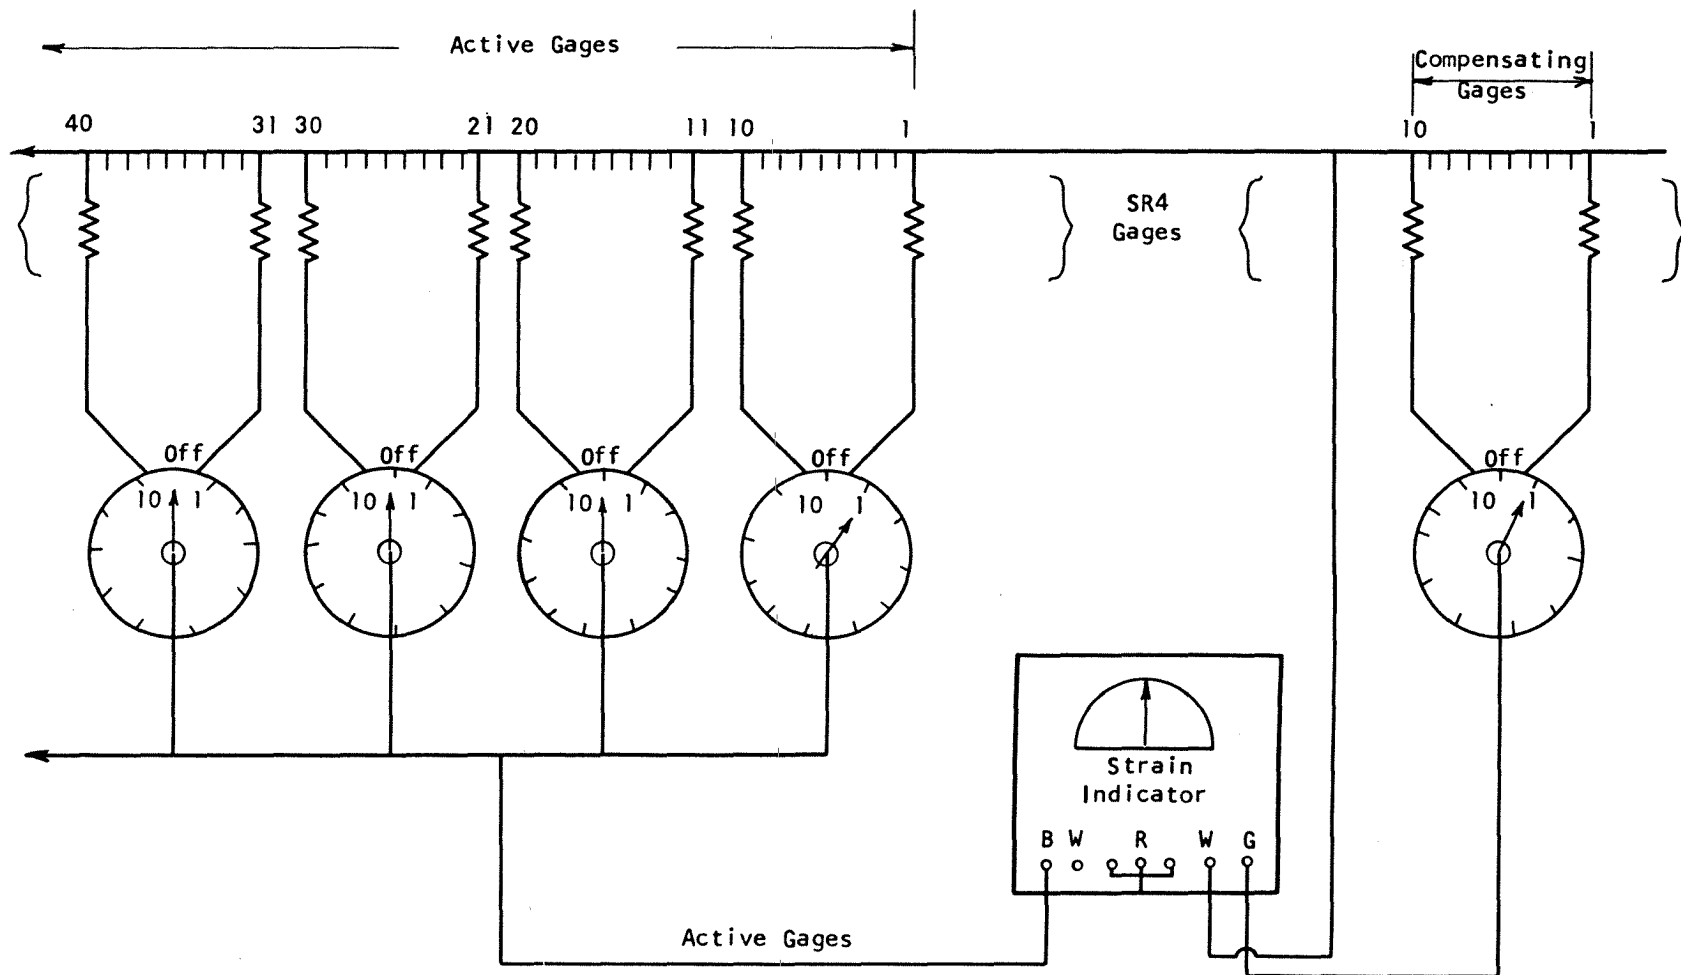 Active Gages
Compensating
Gages
40 31 30 21 20 11 10 1 10 1
SR4
Gages
Off Off Off Off Off
10 1 10 1 10 1 10 1 10 1
Strain
Indicator
B W R W G
Active Gages